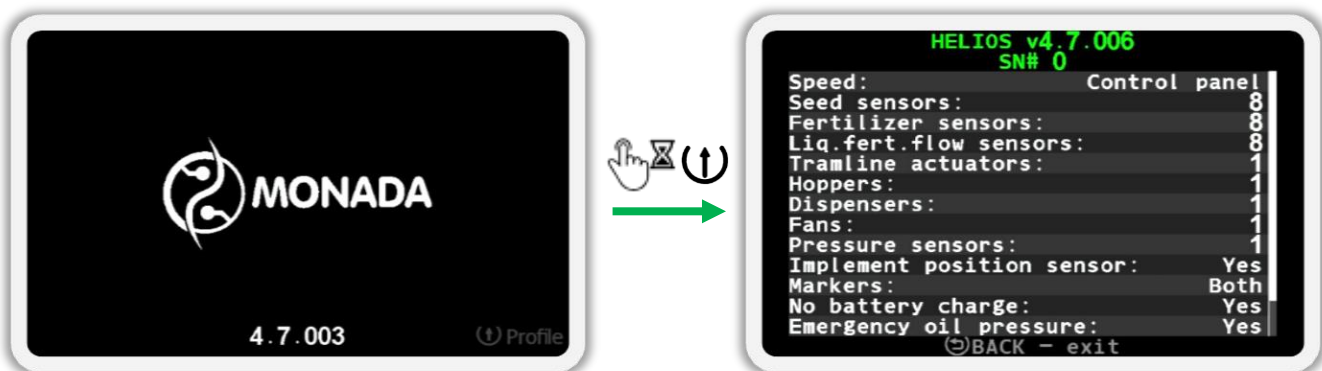 MONADA
4.7.003
Profile
HELIOS v4.7.006
SN# 0
Speed: Control panel
Seed sensors: 8
Fertilizer sensors: 8
Liq.fert.flow sensors: 8
Tramline actuators: 1
Hoppers: 1
Dispensers: 1
Fans: 1
Pressure sensors: 1
Implement position sensor: Yes
Markers: Both
No battery charge: Yes
Emergency oil pressure: Yes
BACK – exit